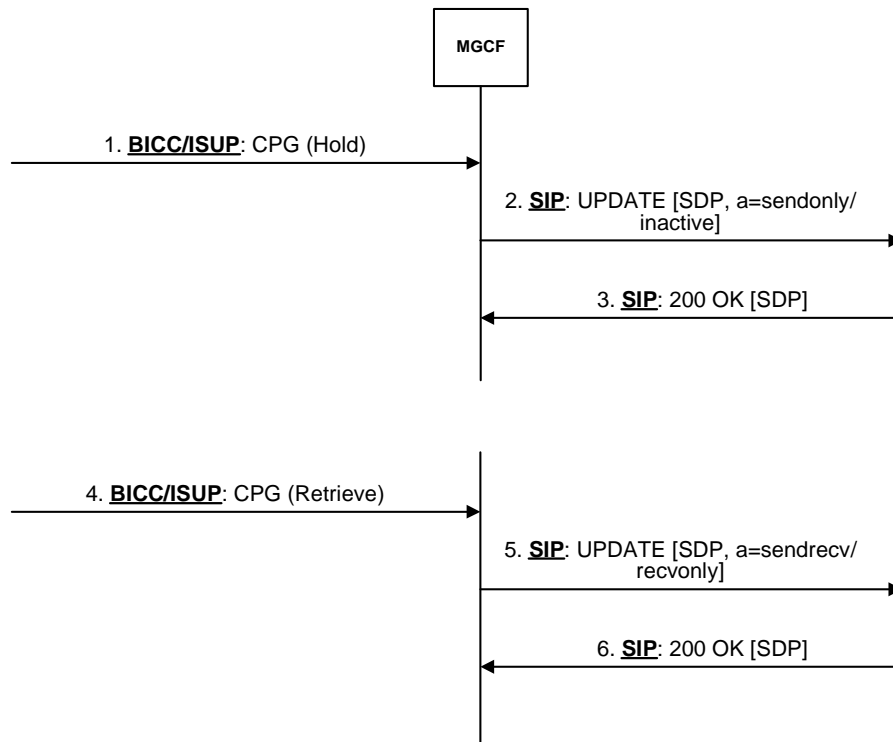 MGCF
1. BICC/ISUP: CPG (Hold)
2. SIP: UPDATE [SDP, a=sendonly/
inactive]
3. SIP: 200 OK [SDP]
4. BICC/ISUP: CPG (Retrieve)
5. SIP: UPDATE [SDP, a=sendrecv/
recvonly]
6. SIP: 200 OK [SDP]